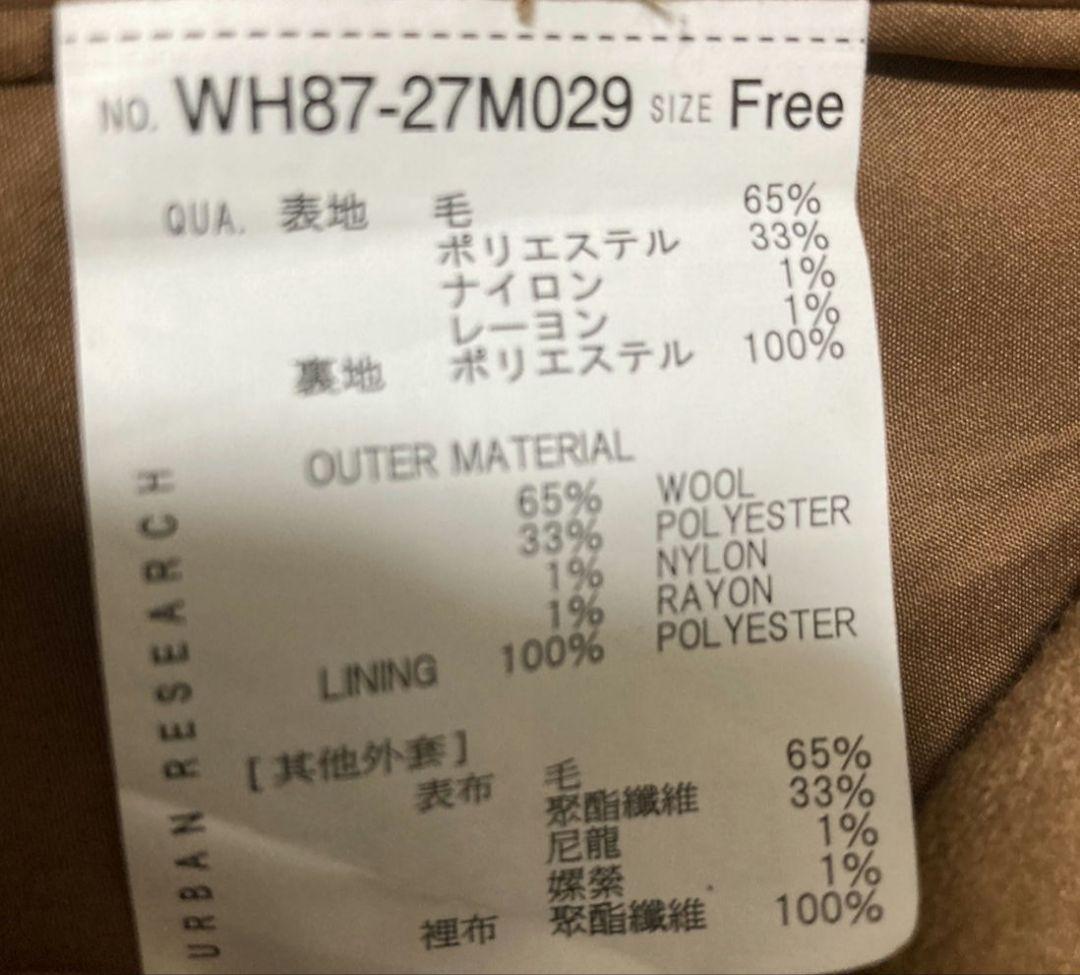 NO. WH87-27M029 SIZE Free
QUA. 表地 毛 65%
ポリエステル 33%
ナイロン 1%
レーヨン 1%
裏地 ポリエステル 100%
OUTER MATERIAL
65% WOOL
33% POLYESTER
1% NYLON
1% RAYON
LINING 100% POLYESTER
[其他外套]
表布 毛 65%
聚酯纖維 33%
尼龍 1%
嫘縈 1%
裡布 聚酯纖維 100%
URBAN RESEARCH